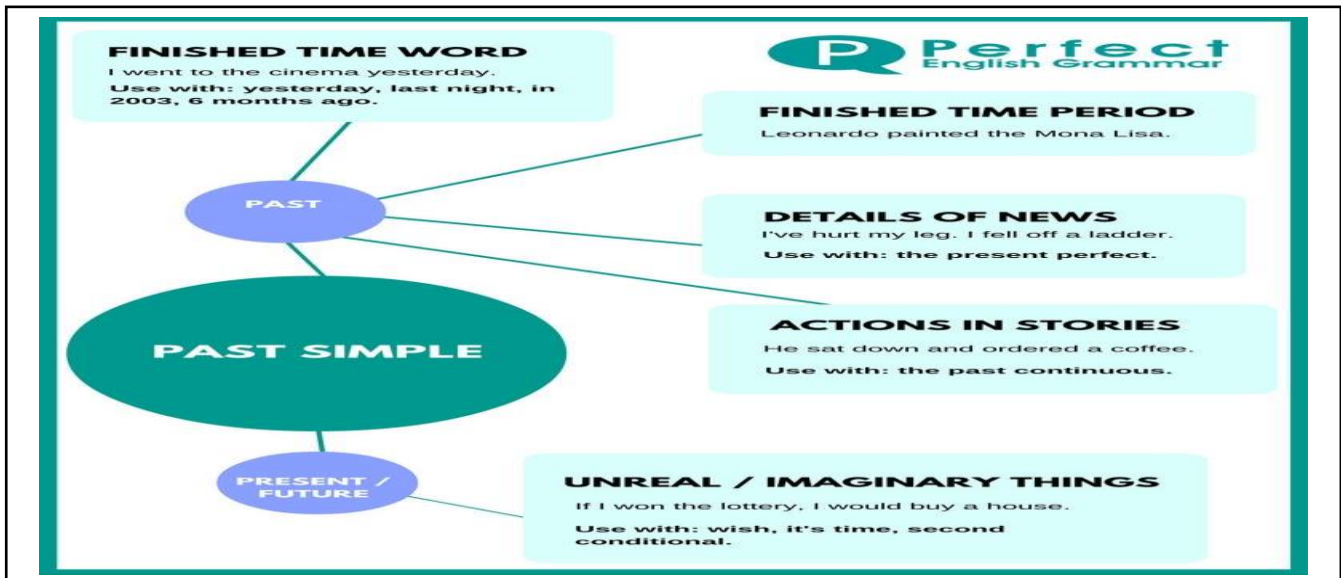 FINISHED TIME WORD
I went to the cinema yesterday.
Use with: yesterday, last night, in
2003, 6 months ago.
P Perfect
English Grammar
FINISHED TIME PERIOD
Leonardo painted the Mona Lisa.
PAST
DETAILS OF NEWS
I've hurt my leg. I fell off a ladder.
Use with: the present perfect.
ACTIONS IN STORIES
He sat down and ordered a coffee.
Use with: the past continuous.
PAST SIMPLE
PRESENT /
FUTURE
UNREAL / IMAGINARY THINGS
If I won the lottery, I would buy a house.
Use with: wish, it's time, second
conditional.